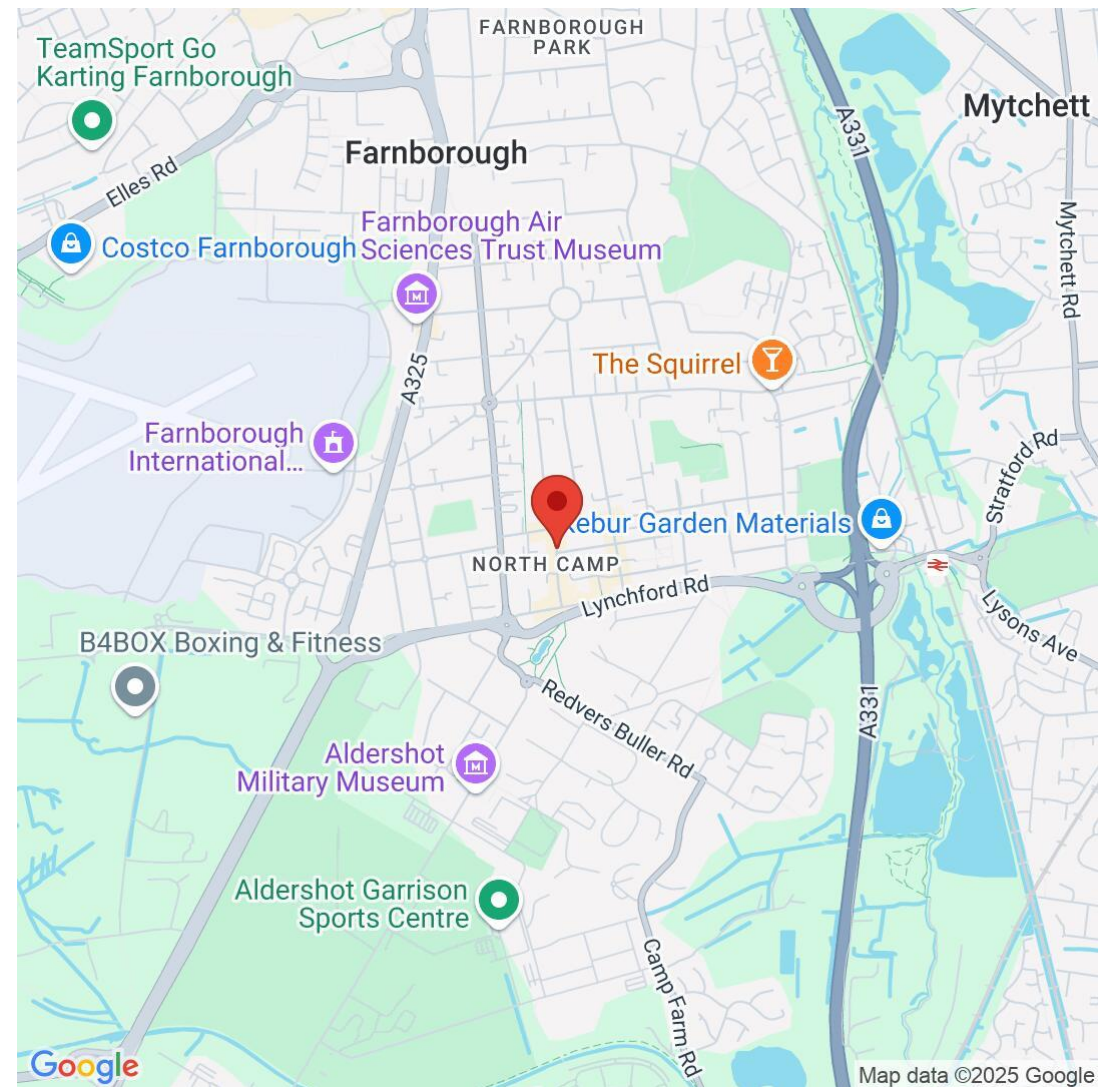 FARNBOROUGH
PARK
TeamSport Go
Karting Farnborough
Mytchett
A331
Farnborough
Elles Rd
Farnborough Air
Sciences Trust Museum
Costco Farnborough
Mytchett Rd
A325
The Squirrel
Farnborough
International...
Stratford Rd
ebur Garden Materials
NORTH CAMP
Lynchford Rd
Lysons Ave
B4BOX Boxing & Fitness
Redvers Buller Rd
A331
Aldershot
Military Museum
Aldershot Garrison
Sports Centre
Camp Farm Rd
Google
Map data ©2025 Google